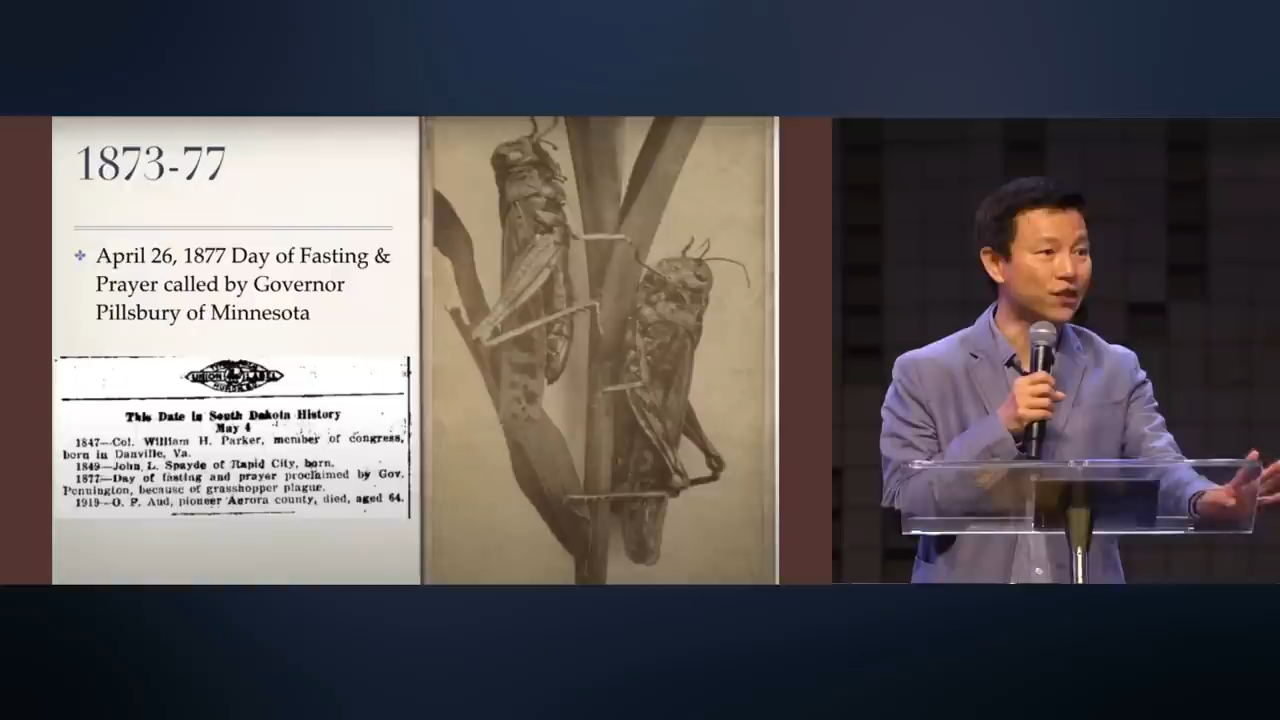 1873-77
April 26, 1877 Day of Fasting &
Prayer called by Governor
Pillsbury of Minnesota
UNION LABEL
This Date in South Dakota History
May 4
1847—Col. William H. Parker, member of congress,
born in Danville, Va.
1849—John L. Spayde of Rapid City, born.
1877—Day of fasting and prayer proclaimed by Gov.
Pennington, because of grasshopper plague.
1919—O. P. Aud, pioneer Aurora county, died, aged 64.